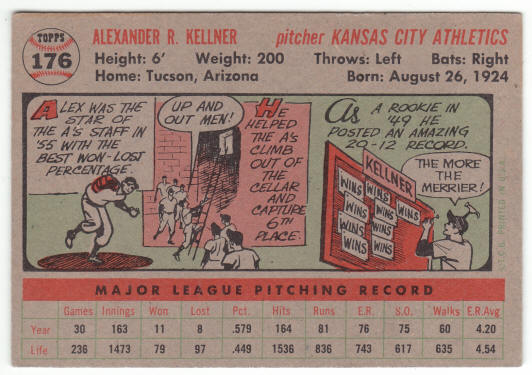 TOPPS
176
ALEXANDER R. KELLNER pitcher KANSAS CITY ATHLETICS
Height: 6' Weight: 200 Throws: Left Bats: Right
Home: Tucson, Arizona Born: August 26, 1924
ALEX WAS THE
STAR OF
THE A'S STAFF IN
'55 WITH THE
BEST WON-LOST
PERCENTAGE.
UP AND
OUT MEN!
HE
HELPED
THE A'S
CLIMB
OUT OF
THE
CELLAR
AND
CAPTURE
6TH
PLACE.
AS A ROOKIE IN
'49 HE
POSTED AN AMAZING
20-12 RECORD.
KELLNER
WINS
WINS
WINS
WINS
WINS
WINS
WINS
WINS
THE MORE
THE
MERRIER!
T.C.G. PRINTED IN U.S.A.
MAJOR LEAGUE PITCHING RECORD
Games Innings Won Lost Pct. Hits Runs E.R. S.O. Walks E.R.Avg
Year 30 163 11 8 .579 164 81 76 75 60 4.20
Life 236 1473 79 97 .449 1536 836 743 617 635 4.54